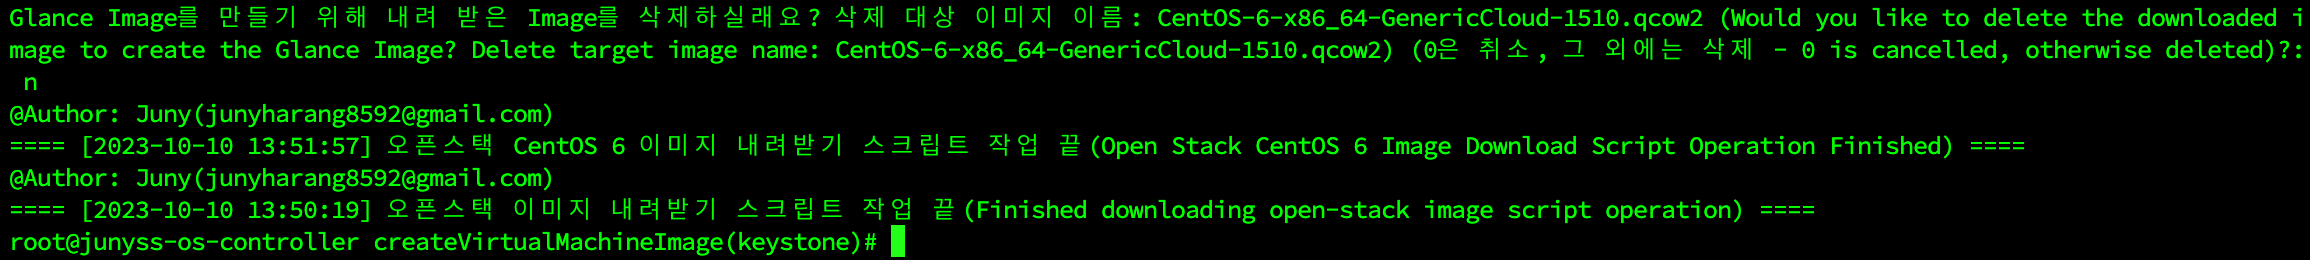 Glance Image를 만들기 위해 내려 받은 Image를 삭제하실래요? 삭제 대상 이미지 이름: CentOS-6-x86_64-GenericCloud-1510.qcow2 (Would you like to delete the downloaded i
mage to create the Glance Image? Delete target image name: CentOS-6-x86_64-GenericCloud-1510.qcow2) (0은 취소, 그 외에는 삭제 - 0 is cancelled, otherwise deleted)?:
n
@Author: Juny(junyharang8592@gmail.com)
==== [2023-10-10 13:51:57] 오픈스택 CentOS 6 이미지 내려받기 스크립트 작업 끝(Open Stack CentOS 6 Image Download Script Operation Finished) ====
@Author: Juny(junyharang8592@gmail.com)
==== [2023-10-10 13:50:19] 오픈스택 이미지 내려받기 스크립트 작업 끝(Finished downloading open-stack image script operation) ====
root@junyss-os-controller createVirtualMachineImage(keystone)#